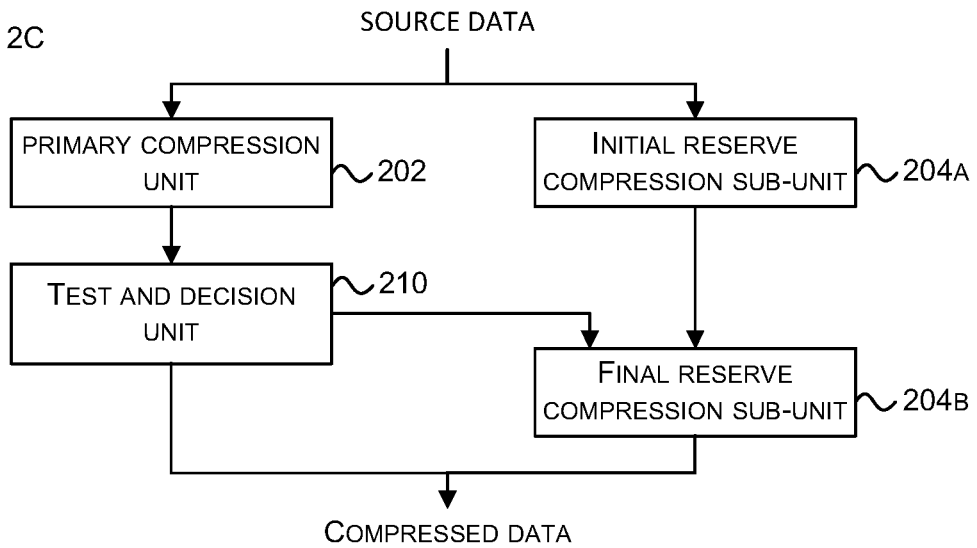 2C
SOURCE DATA
PRIMARY COMPRESSION
UNIT
202
INITIAL RESERVE
COMPRESSION SUB-UNIT
204A
TEST AND DECISION
UNIT
210
FINAL RESERVE
COMPRESSION SUB-UNIT
204B
COMPRESSED DATA